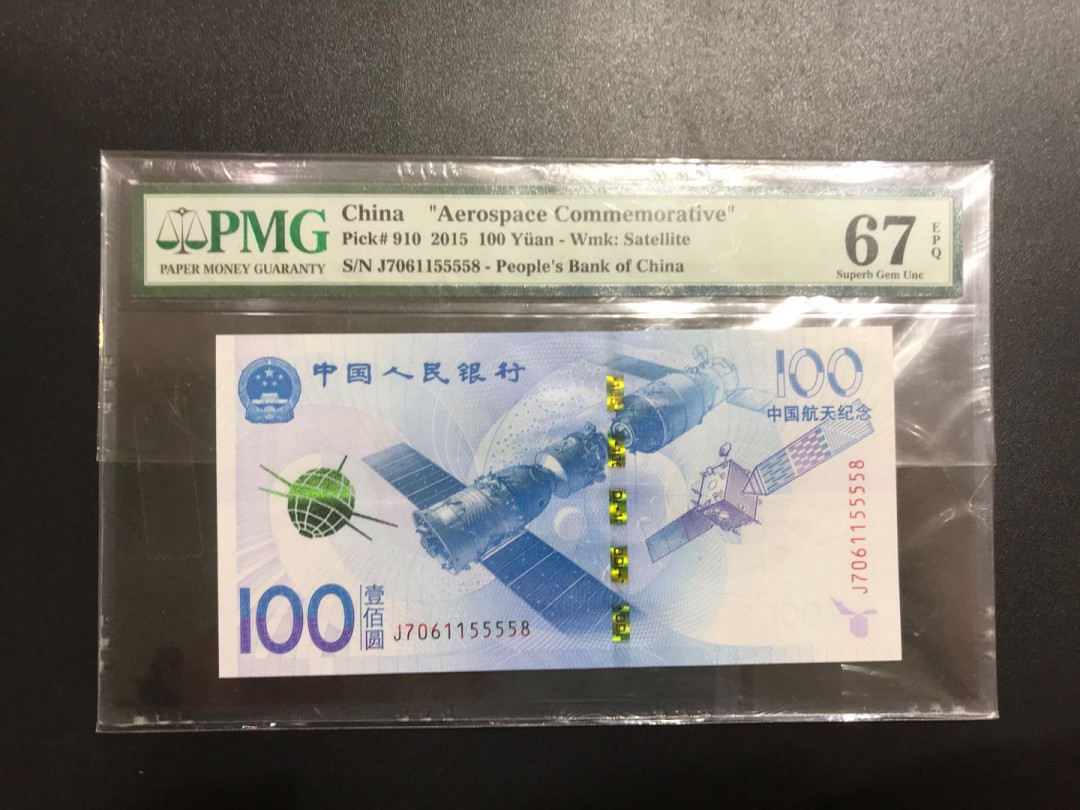 PMG
PAPER MONEY GUARANTY
China "Aerospace Commemorative"
Pick# 910 2015 100 Yüan - Wmk: Satellite
S/N J7061155558 - People's Bank of China
67
EPQ
Superb Gem Unc
中国人民银行
100
中国航天纪念
J7061155558
100
壹佰圆
J7061155558